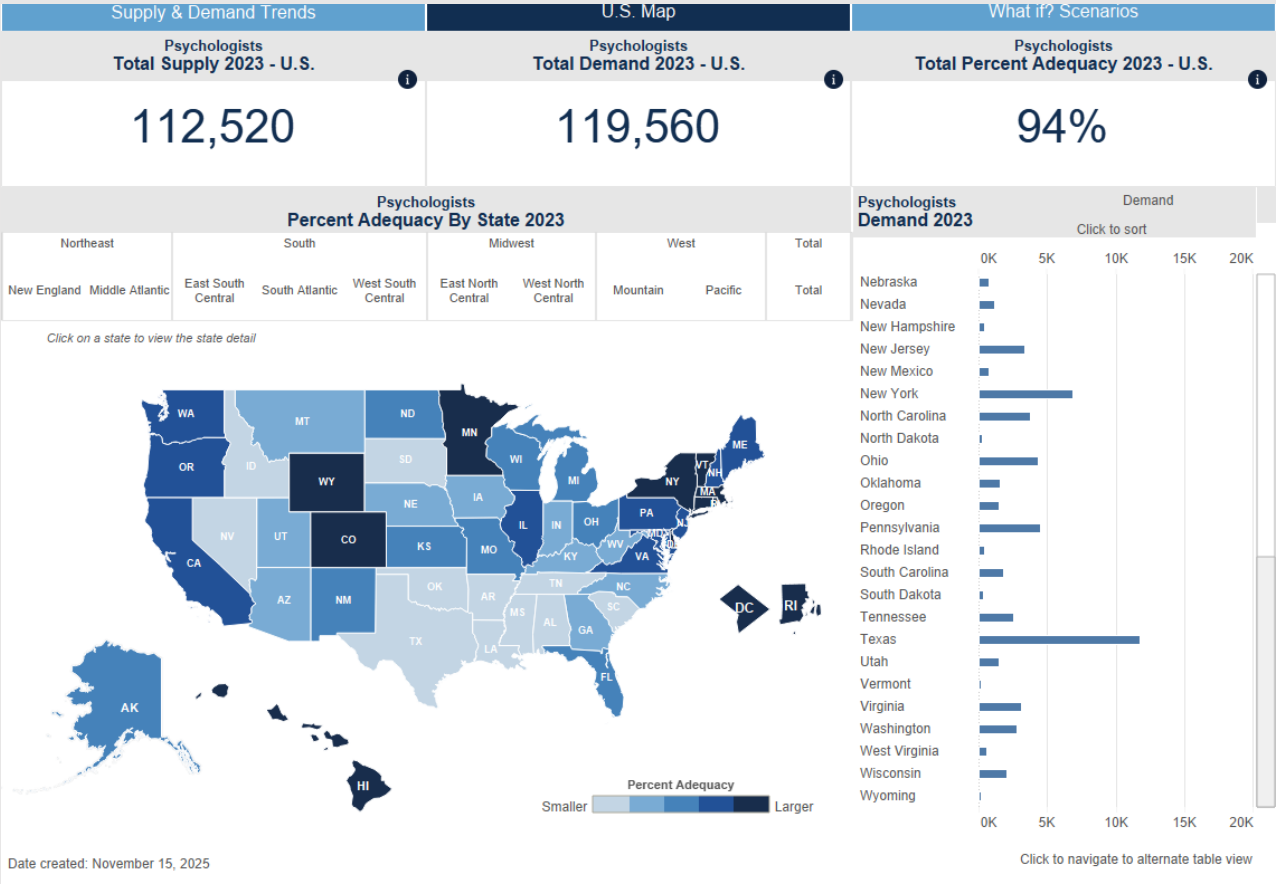 Supply & Demand Trends
U.S. Map
What if? Scenarios
Psychologists
Total Supply 2023 - U.S.
i
112,520
Psychologists
Total Demand 2023 - U.S.
i
119,560
Psychologists
Total Percent Adequacy 2023 - U.S.
i
94%
Psychologists
Percent Adequacy By State 2023
Northeast
South
Midwest
West
Total
New England
Middle Atlantic
East South
Central
South Atlantic
West South
Central
East North
Central
West North
Central
Mountain
Pacific
Total
Click on a state to view the state detail
WA
MT
ND
MN
ME
OR
ID
SD
WI
MI
NY
VT
NH
MA
WY
NE
IA
IL
IN
OH
PA
NJ
NV
UT
CO
KS
MO
KY
WV
VA
MD
CA
AZ
NM
OK
AR
TN
NC
SC
TX
LA
MS
AL
GA
FL
DC
RI
AK
HI
Percent Adequacy
Smaller
Larger
Date created: November 15, 2025
Psychologists
Demand 2023
Demand
Click to sort
0K 5K 10K 15K 20K
Nebraska
Nevada
New Hampshire
New Jersey
New Mexico
New York
North Carolina
North Dakota
Ohio
Oklahoma
Oregon
Pennsylvania
Rhode Island
South Carolina
South Dakota
Tennessee
Texas
Utah
Vermont
Virginia
Washington
West Virginia
Wisconsin
Wyoming
0K 5K 10K 15K 20K
Click to navigate to alternate table view